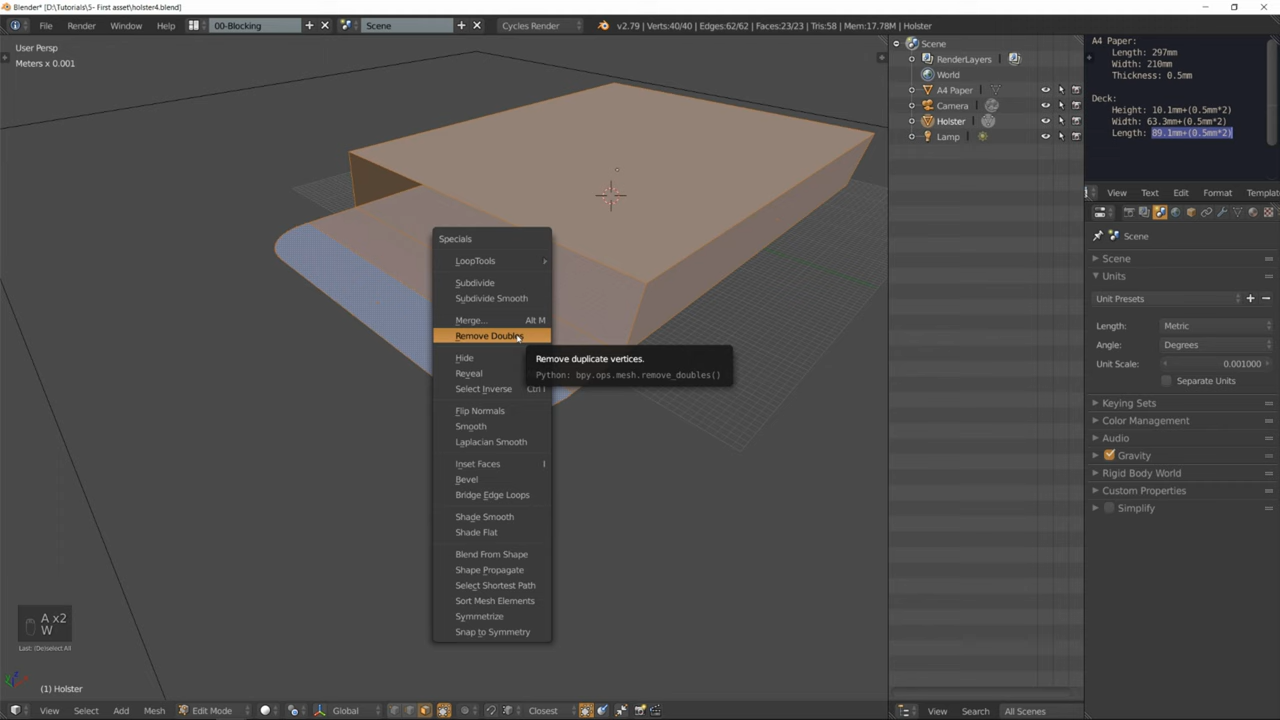 Blender* [D:\Tutorials\5- First asset\holster4.blend]
File Render Window Help 00-Blocking Scene Cycles Render v2.79 | Verts:40/40 | Edges:62/62 | Faces:23/23 | Tris:58 | Mem:17.78M | Holster
User Persp
Meters x 0.001
Specials
LoopTools
Subdivide
Subdivide Smooth
Merge... Alt M
Remove Doubles
Hide
Reveal
Select Inverse Ctrl I
Flip Normals
Smooth
Laplacian Smooth
Inset Faces I
Bevel
Bridge Edge Loops
Shade Smooth
Shade Flat
Blend From Shape
Shape Propagate
Select Shortest Path
Sort Mesh Elements
Symmetrize
Snap to Symmetry
Remove duplicate vertices.
Python: bpy.ops.mesh.remove_doubles()
A x2
W
Last: (De)select All
(1) Holster
View Select Add Mesh Edit Mode Global Closest
Scene
RenderLayers
World
A4 Paper
Camera
Holster
Lamp
View Search All Scenes
A4 Paper:
Length: 297mm
Width: 210mm
Thickness: 0.5mm
Deck:
Height: 10.1mm+(0.5mm*2)
Width: 63.3mm+(0.5mm*2)
Length: 89.1mm+(0.5mm*2)
View Text Edit Format Templat
Scene
Scene
Units
Unit Presets
Length: Metric
Angle: Degrees
Unit Scale: 0.001000
Separate Units
Keying Sets
Color Management
Audio
Gravity
Rigid Body World
Custom Properties
Simplify